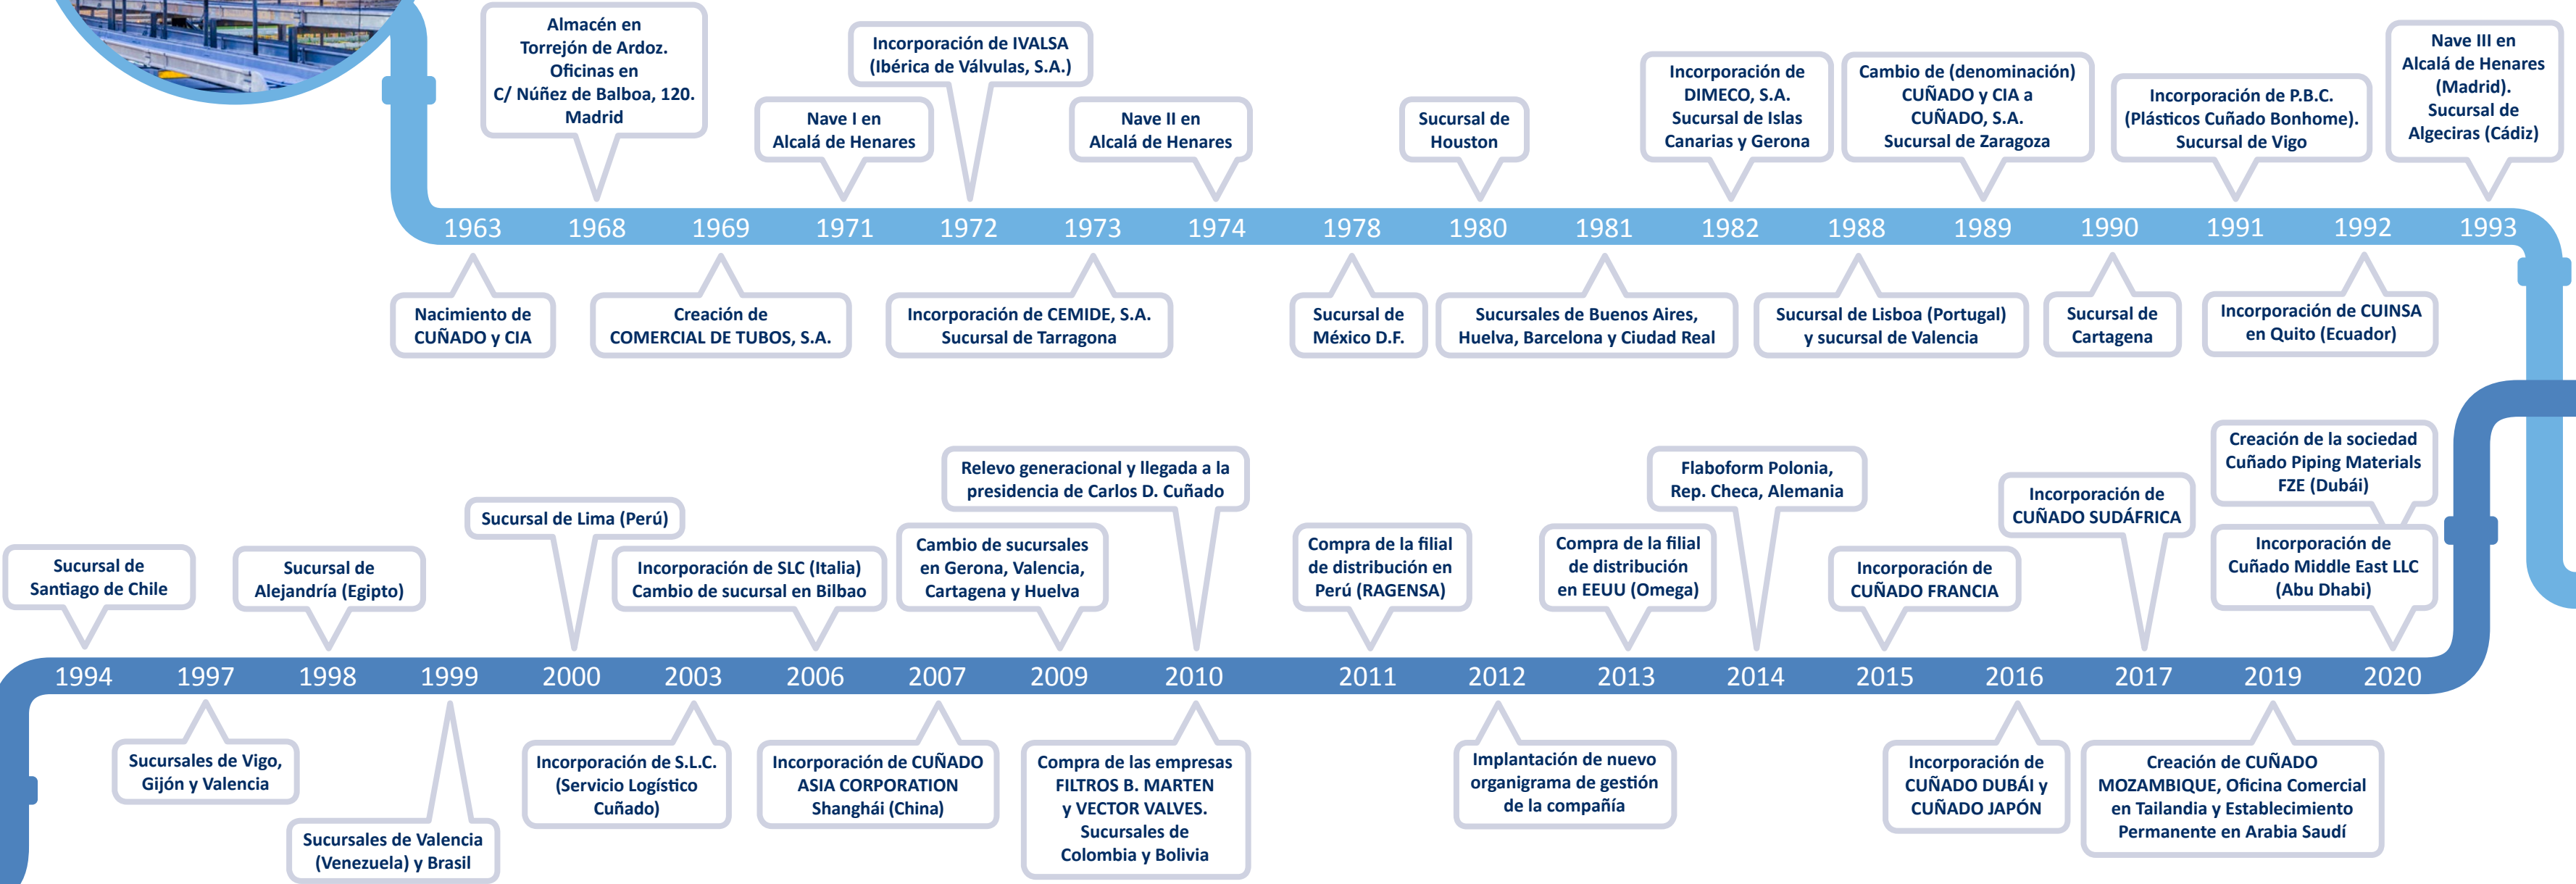 Almacén en
Torrejón de Ardoz.
Oficinas en
C/ Núñez de Balboa, 120.
Madrid
Nave I en
Alcalá de Henares
Incorporación de IVALSA
(Ibérica de Válvulas, S.A.)
Nave II en
Alcalá de Henares
Sucursal de
Houston
Incorporación de
DIMECO, S.A.
Sucursal de Islas
Canarias y Gerona
Cambio de (denominación)
CUÑADO y CIA a
CUÑADO, S.A.
Sucursal de Zaragoza
Incorporación de P.B.C.
(Plásticos Cuñado Bonhome).
Sucursal de Vigo
Nave III en
Alcalá de Henares
(Madrid).
Sucursal de
Algeciras (Cádiz)
1963 1968 1969 1971 1972 1973 1974 1978 1980 1981 1982 1988 1989 1990 1991 1992 1993
Nacimiento de
CUÑADO y CIA
Creación de
COMERCIAL DE TUBOS, S.A.
Incorporación de CEMIDE, S.A.
Sucursal de Tarragona
Sucursal de
México D.F.
Sucursales de Buenos Aires,
Huelva, Barcelona y Ciudad Real
Sucursal de Lisboa (Portugal)
y sucursal de Valencia
Sucursal de
Cartagena
Incorporación de CUINSA
en Quito (Ecuador)
Sucursal de
Santiago de Chile
Sucursal de
Alejandría (Egipto)
Sucursal de Lima (Perú)
Incorporación de SLC (Italia)
Cambio de sucursal en Bilbao
Cambio de sucursales
en Gerona, Valencia,
Cartagena y Huelva
Relevo generacional y llegada a la
presidencia de Carlos D. Cuñado
Compra de la filial
de distribución en
Perú (RAGENSA)
Compra de la filial
de distribución
en EEUU (Omega)
Flaboform Polonia,
Rep. Checa, Alemania
Incorporación de
CUÑADO FRANCIA
Incorporación de
CUÑADO SUDÁFRICA
Creación de la sociedad
Cuñado Piping Materials
FZE (Dubái)
Incorporación de
Cuñado Middle East LLC
(Abu Dhabi)
1994 1997 1998 1999 2000 2003 2006 2007 2009 2010 2011 2012 2013 2014 2015 2016 2017 2019 2020
Sucursales de Vigo,
Gijón y Valencia
Sucursales de Valencia
(Venezuela) y Brasil
Incorporación de S.L.C.
(Servicio Logístico
Cuñado)
Incorporación de CUÑADO
ASIA CORPORATION
Shanghái (China)
Compra de las empresas
FILTROS B. MARTEN
y VECTOR VALVES.
Sucursales de
Colombia y Bolivia
Implantación de nuevo
organigrama de gestión
de la compañía
Incorporación de
CUÑADO DUBÁI y
CUÑADO JAPÓN
Creación de CUÑADO
MOZAMBIQUE, Oficina Comercial
en Tailandia y Establecimiento
Permanente en Arabia Saudí